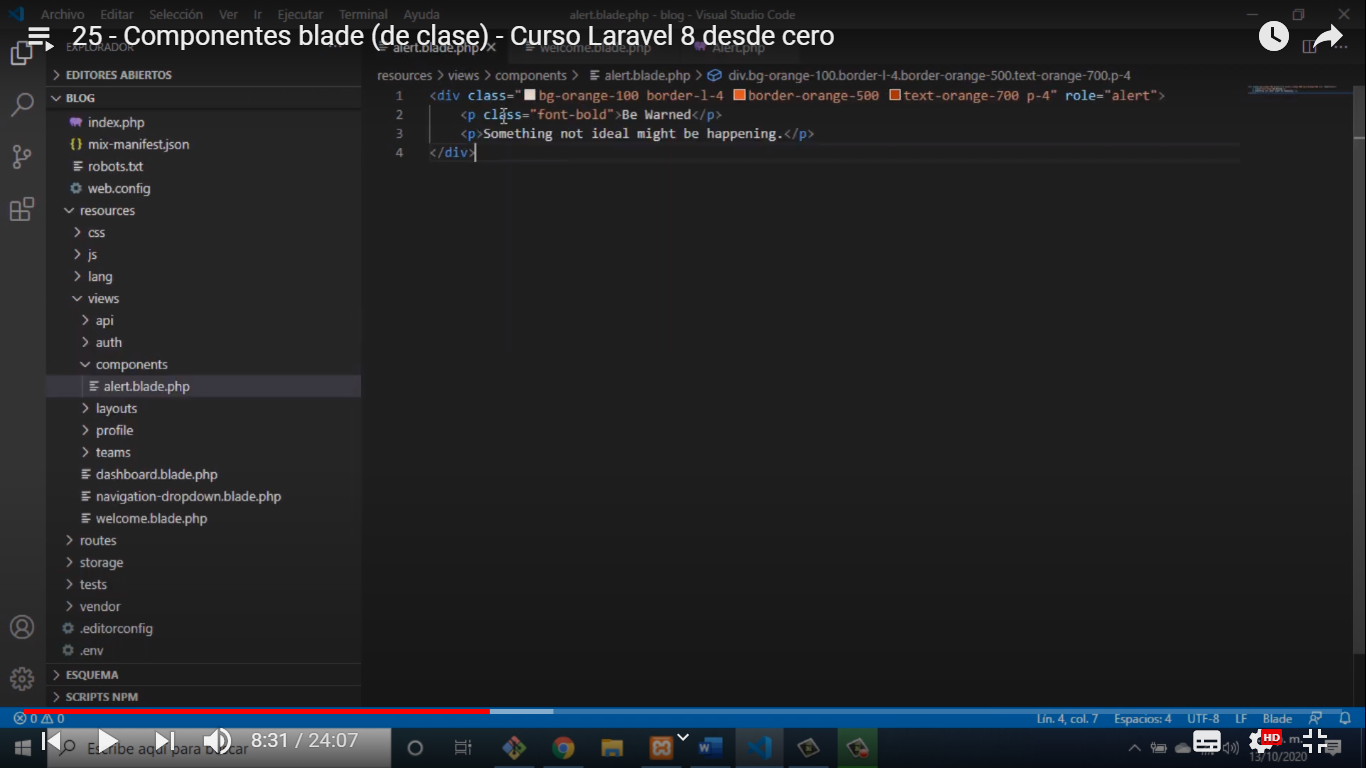 Archivo Editar Selección Ver Ir Ejecutar Terminal Ayuda alert.blade.php - blog - Visual Studio Code
25 - Componentes blade (de clase) - Curso Laravel 8 desde cero
EXPLORADOR
alert.blade.php welcome.blade.php Alert.php
EDITORES ABIERTOS
BLOG
index.php
mix-manifest.json
robots.txt
web.config
resources
css
js
lang
views
api
auth
components
alert.blade.php
layouts
profile
teams
dashboard.blade.php
navigation-dropdown.blade.php
welcome.blade.php
routes
storage
tests
vendor
.editorconfig
.env
ESQUEMA
SCRIPTS NPM
resources > views > components > alert.blade.php > div.bg-orange-100.border-l-4.border-orange-500.text-orange-700.p-4
1 <div class="bg-orange-100 border-l-4 border-orange-500 text-orange-700 p-4" role="alert">
2 <p class="font-bold">Be Warned</p>
3 <p>Something not ideal might be happening.</p>
4 </div>
0 0 Lín. 4, col. 7 Espacios: 4 UTF-8 LF Blade
Escribe aquí para buscar
8:31 / 24:07
HD
13/10/2020